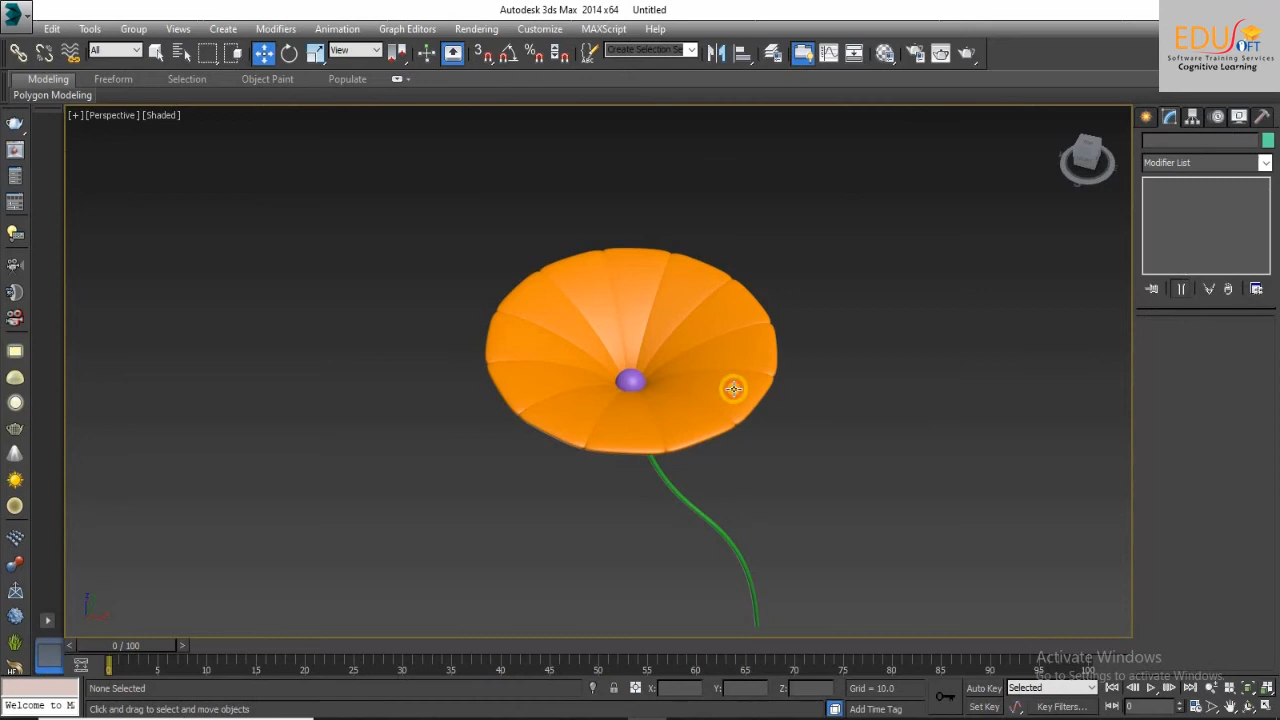 Autodesk 3ds Max 2014 x64 Untitled
EDUSOFT
Software Training Services
Cognitive Learning
Edit Tools Group Views Create Modifiers Animation Graph Editors Rendering Customize MAXScript Help
All View Create Selection Se
Modeling Freeform Selection Object Paint Populate
Polygon Modeling
[+] [Perspective] [Shaded]
Modifier List
0 / 100
0 5 10 15 20 25 30 35 40 45 50 55 60 65 70 75 80 85 90 95 100
Activate Windows
Go to Settings to activate Windows.
None Selected X: Y: Z: Grid = 10.0 Auto Key Selected
Welcome to M Click and drag to select and move objects Add Time Tag Set Key Key Filters... 0